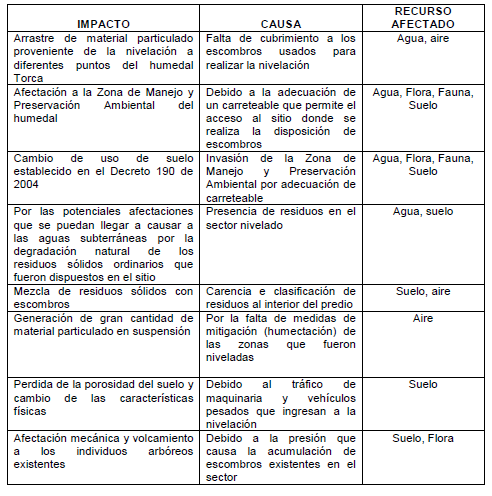 IMPACTO
CAUSA
RECURSO
AFECTADO
Arrastre de material particulado
proveniente de la nivelación a
diferentes puntos del humedal
Torca
Falta de cubrimiento a los
escombros usados para
realizar la nivelación
Agua, aire
Afectación a la Zona de Manejo y
Preservación Ambiental del
humedal
Debido a la adecuación de
un carreteable que permite el
acceso al sitio donde se
realiza la disposición de
escombros
Agua, Flora, Fauna,
Suelo
Cambio de uso de suelo
establecido en el Decreto 190 de
2004
Invasión de la Zona de
Manejo y Preservación
Ambiental por adecuación de
carreteable
Agua, Flora, Fauna,
Suelo
Por las potenciales afectaciones
que se puedan llegar a causar a
las aguas subterráneas por la
degradación natural de los
residuos sólidos ordinarios que
fueron dispuestos en el sitio
Presencia de residuos en el
sector nivelado
Agua, suelo
Mezcla de residuos sólidos con
escombros
Carencia e clasificación de
residuos al interior del predio
Suelo, aire
Generación de gran cantidad de
material particulado en suspensión
Por la falta de medidas de
mitigación (humectación) de
las zonas que fueron
niveladas
Aire
Perdida de la porosidad del suelo y
cambio de las características
físicas
Debido al tráfico de
maquinaria y vehículos
pesados que ingresan a la
nivelación
Suelo
Afectación mecánica y volcamiento
a los individuos arbóreos
existentes
Debido a la presión que
causa la acumulación de
escombros existentes en el
sector
Suelo, Flora